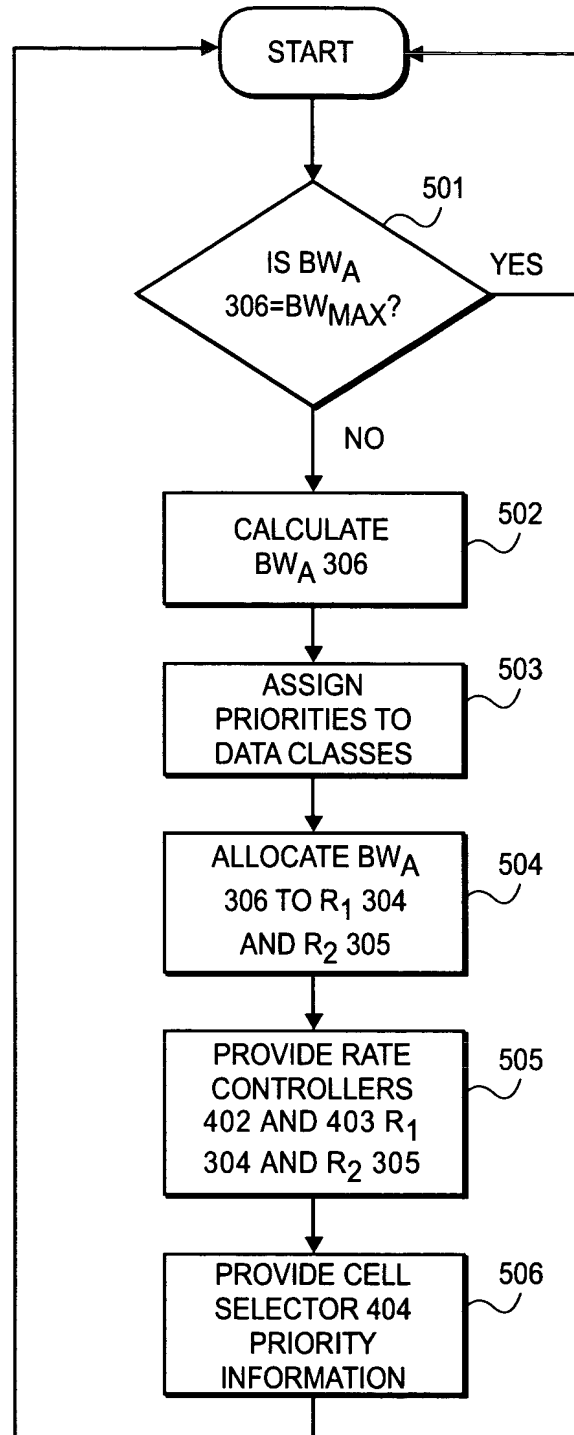 START
501
IS BWA
306=BWMAX?
YES
NO
502
CALCULATE
BWA 306
503
ASSIGN
PRIORITIES TO
DATA CLASSES
504
ALLOCATE BWA
306 TO R1 304
AND R2 305
505
PROVIDE RATE
CONTROLLERS
402 AND 403 R1
304 AND R2 305
506
PROVIDE CELL
SELECTOR 404
PRIORITY
INFORMATION